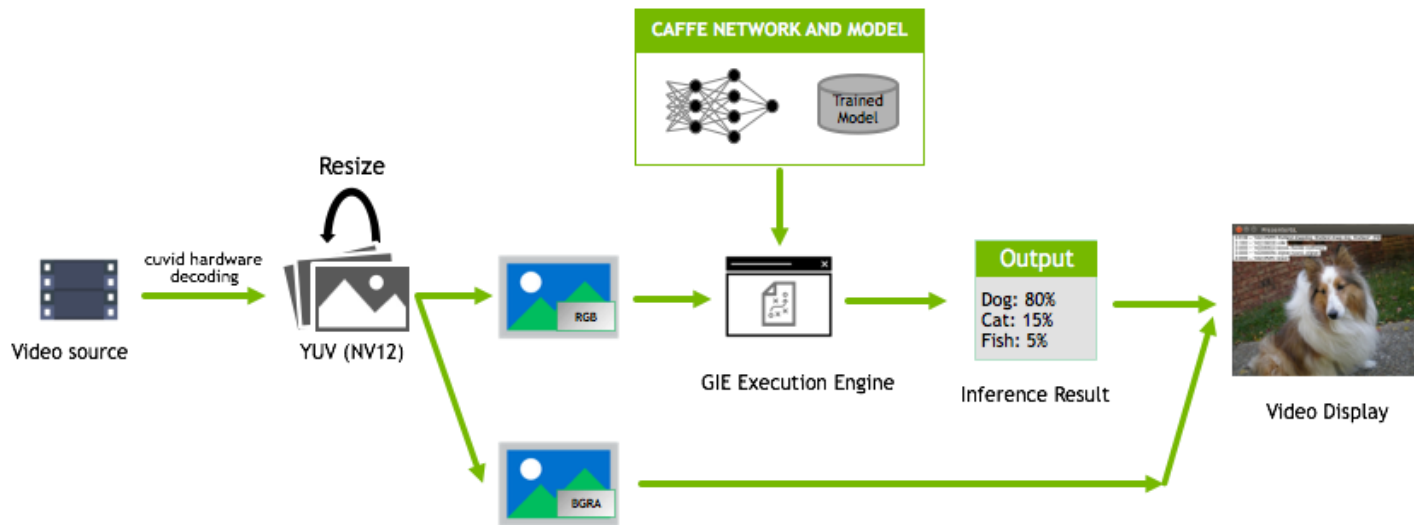 CAFFE NETWORK AND MODEL
Trained
Model
Resize
cuvid hardware
decoding
Video source
YUV (NV12)
RGB
GIE Execution Engine
Output
Dog: 80%
Cat: 15%
Fish: 5%
Inference Result
Video Display
BGRA